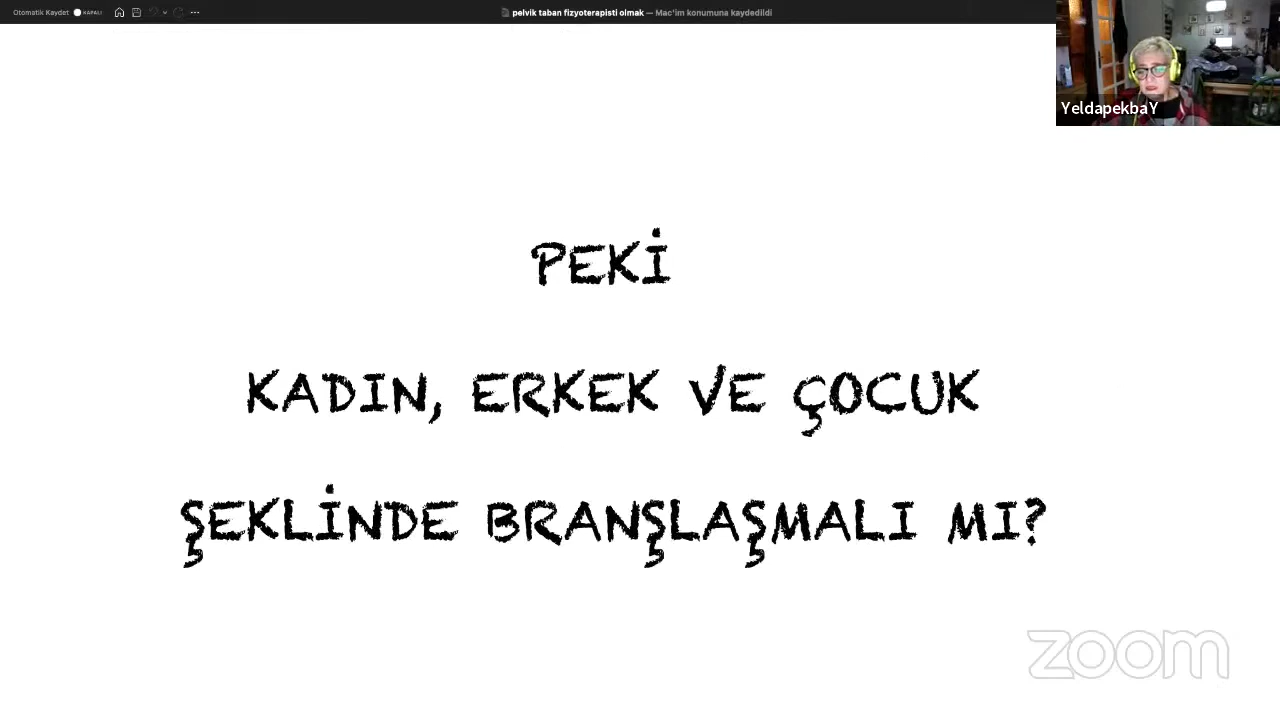 Otomatik Kaydet KAPALI
pelvik taban fizyoterapisti olmak — Mac'im konumuna kaydedildi
YeldapekbaY
PEKİ
KADIN, ERKEK VE ÇOCUK
ŞEKLİNDE BRANŞLAŞMALI MI?
zoom